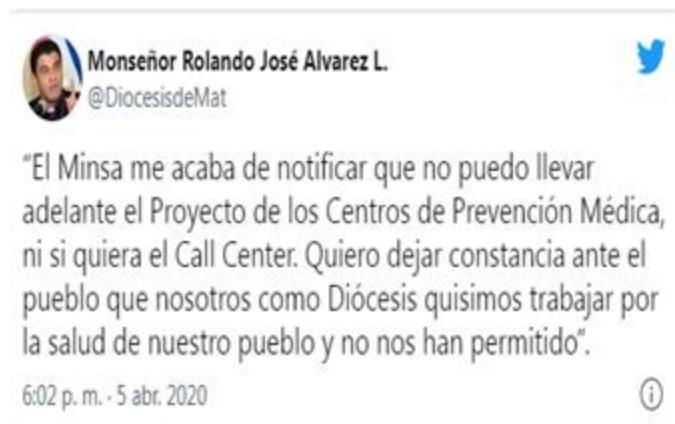 Monseñor Rolando José Alvarez L.
@DiocesisdeMat
“El Minsa me acaba de notificar que no puedo llevar
adelante el Proyecto de los Centros de Prevención Médica,
ni si quiera el Call Center. Quiero dejar constancia ante el
pueblo que nosotros como Diócesis quisimos trabajar por
la salud de nuestro pueblo y no nos han permitido”.
6:02 p. m. · 5 abr. 2020